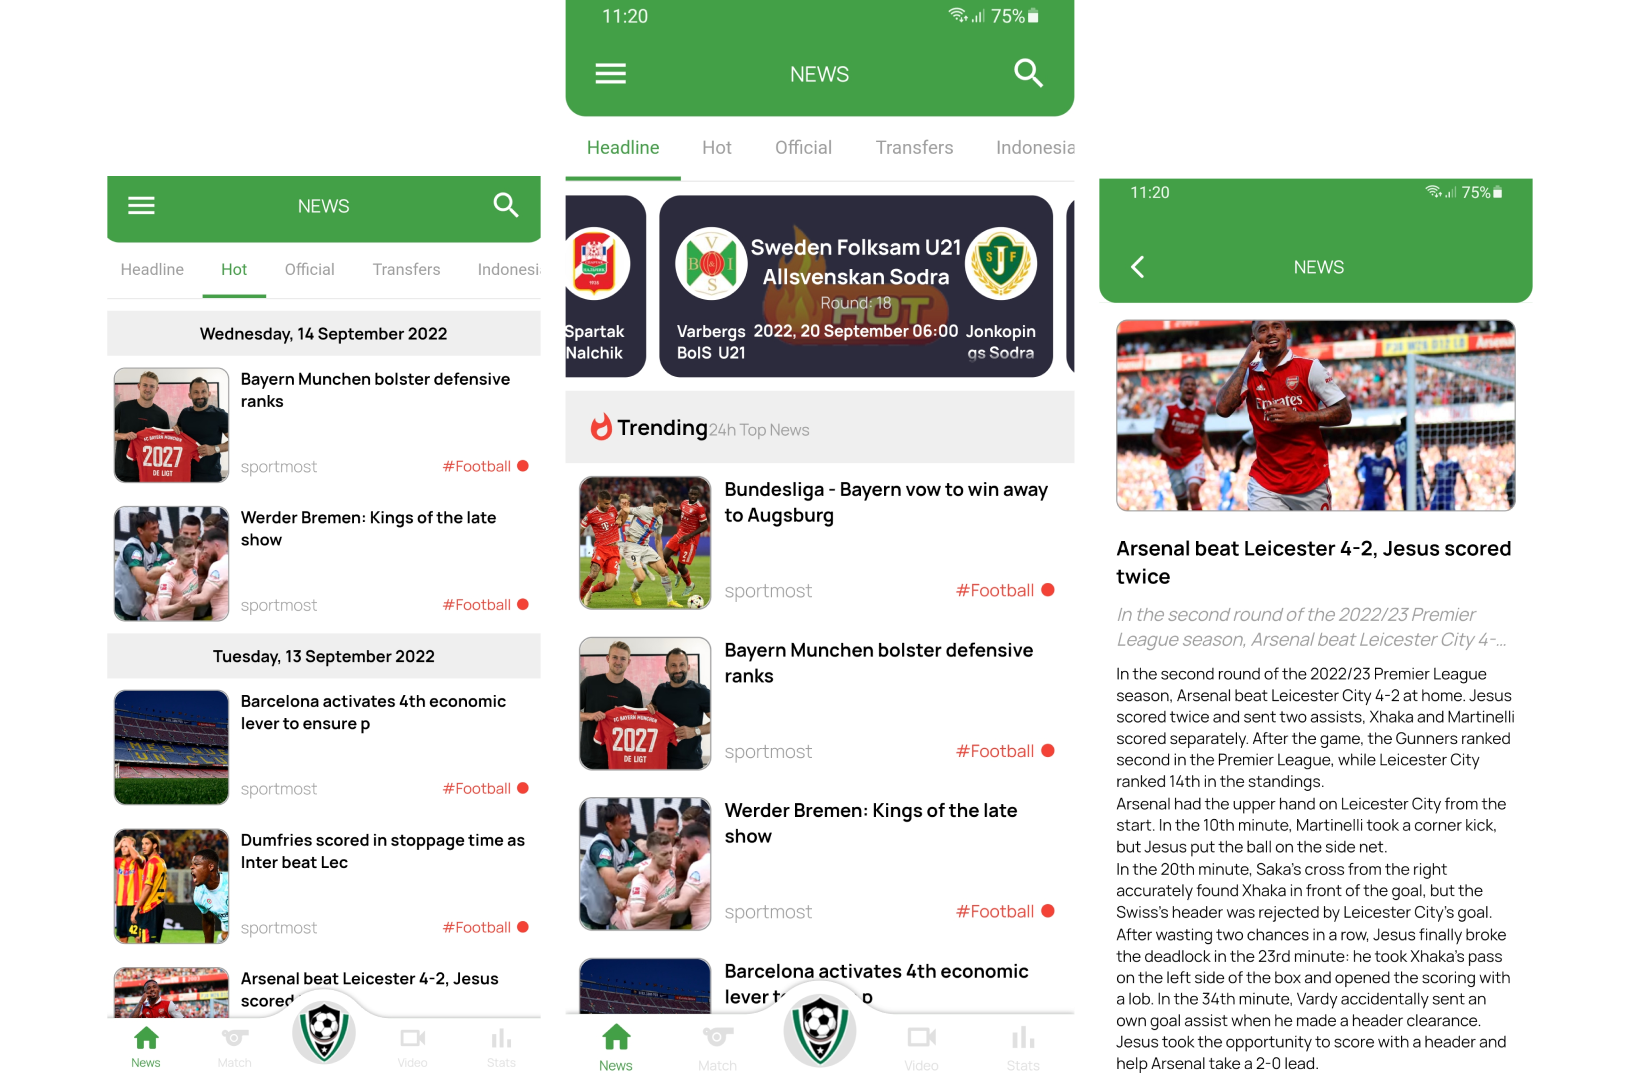 NEWS
Headline Hot Official Transfers Indonesi
Wednesday, 14 September 2022
Bayern Munchen bolster defensive
ranks
FC BAYERN MÜNCHEN
2027
DE LIGT
sportmost #Football
Werder Bremen: Kings of the late
show
sportmost #Football
Tuesday, 13 September 2022
Barcelona activates 4th economic
lever to ensure p
sportmost #Football
Dumfries scored in stoppage time as
Inter beat Lec
42
sportmost #Football
Arsenal beat Leicester 4-2, Jesus
scored
News Match Video Stats
11:20 75%
NEWS
Headline Hot Official Transfers Indonesia
Spartak
Nalchik
V
B I
S
Sweden Folksam U21
Allsvenskan Sodra
Round: 18
HOT
J S F
Varbergs 2022, 20 September 06:00 Jonkopin
BoIS U21 gs Sodra
Trending 24h Top News
Bundesliga - Bayern vow to win away
to Augsburg
sportmost #Football
Bayern Munchen bolster defensive
ranks
FC BAYERN MÜNCHEN
2027
DE LIGT
sportmost #Football
Werder Bremen: Kings of the late
show
sportmost #Football
Barcelona activates 4th economic
lever t p
News Match Video Stats
11:20 75%
NEWS
Emirates
Arsenal beat Leicester 4-2, Jesus scored
twice
In the second round of the 2022/23 Premier
League season, Arsenal beat Leicester City 4-...
In the second round of the 2022/23 Premier League
season, Arsenal beat Leicester City 4-2 at home. Jesus
scored twice and sent two assists, Xhaka and Martinelli
scored separately. After the game, the Gunners ranked
second in the Premier League, while Leicester City
ranked 14th in the standings.
Arsenal had the upper hand on Leicester City from the
start. In the 10th minute, Martinelli took a corner kick,
but Jesus put the ball on the side net.
In the 20th minute, Saka's cross from the right
accurately found Xhaka in front of the goal, but the
Swiss's header was rejected by Leicester City's goal.
After wasting two chances in a row, Jesus finally broke
the deadlock in the 23rd minute: he took Xhaka's pass
on the left side of the box and opened the scoring with
a lob. In the 34th minute, Vardy accidentally sent an
own goal assist when he made a header clearance.
Jesus took the opportunity to score with a header and
help Arsenal take a 2-0 lead.